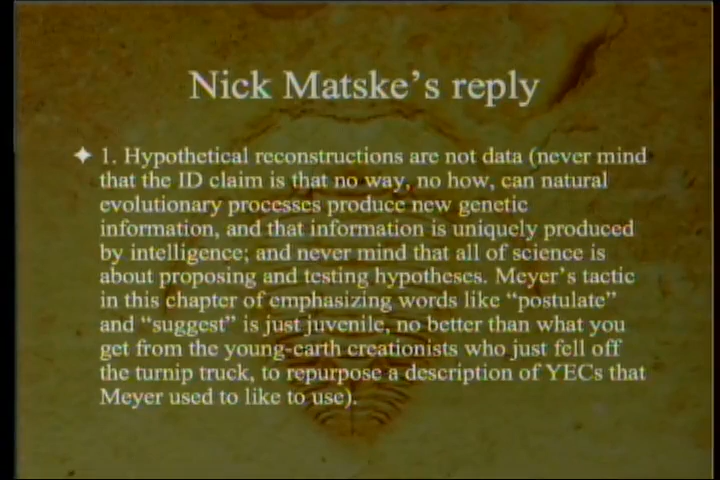 Nick Matske's reply
✦ 1. Hypothetical reconstructions are not data (never mind
that the ID claim is that no way, no how, can natural
evolutionary processes produce new genetic
information, and that information is uniquely produced
by intelligence; and never mind that all of science is
about proposing and testing hypotheses. Meyer's tactic
in this chapter of emphasizing words like "postulate"
and "suggest" is just juvenile, no better than what you
get from the young-earth creationists who just fell off
the turnip truck, to repurpose a description of YECs that
Meyer used to like to use).